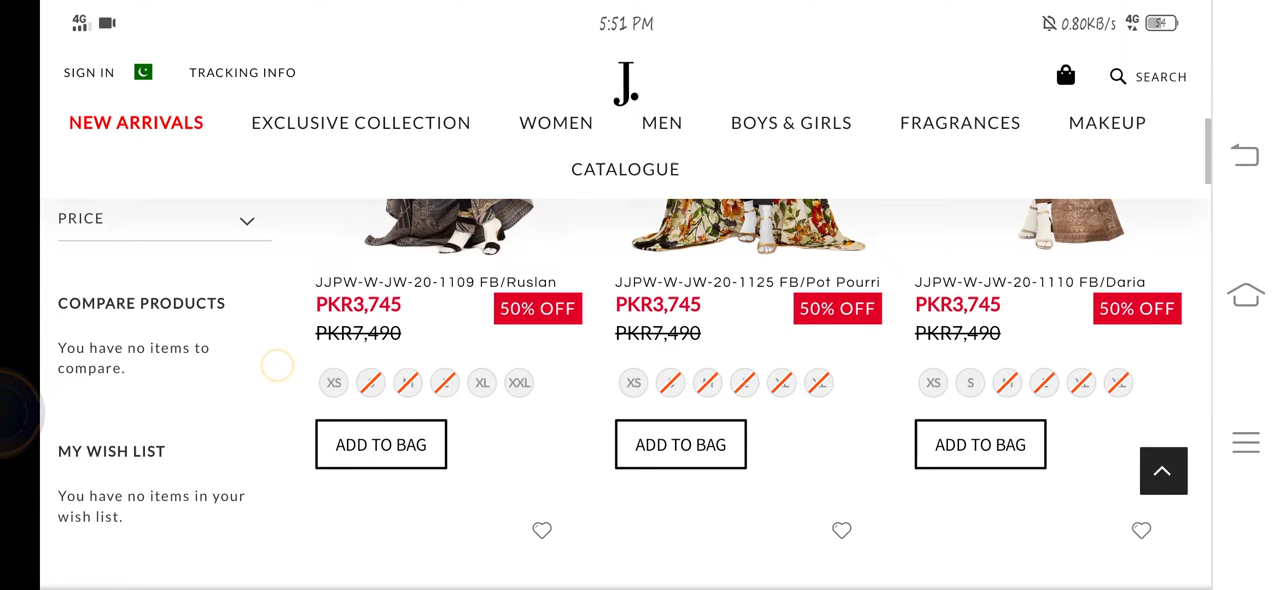 4G 5:51 PM 0.80KB/s 4G 54
SIGN IN TRACKING INFO J. SEARCH
NEW ARRIVALS EXCLUSIVE COLLECTION WOMEN MEN BOYS & GIRLS FRAGRANCES MAKEUP
CATALOGUE
PRICE
COMPARE PRODUCTS
You have no items to
compare.
MY WISH LIST
You have no items in your
wish list.
JJPW-W-JW-20-1109 FB/Ruslan
PKR3,745 50% OFF
PKR7,490
XS XL XXL
ADD TO BAG
JJPW-W-JW-20-1125 FB/Pot Pourri
PKR3,745 50% OFF
PKR7,490
XS
ADD TO BAG
JJPW-W-JW-20-1110 FB/Daria
PKR3,745 50% OFF
PKR7,490
XS S
ADD TO BAG